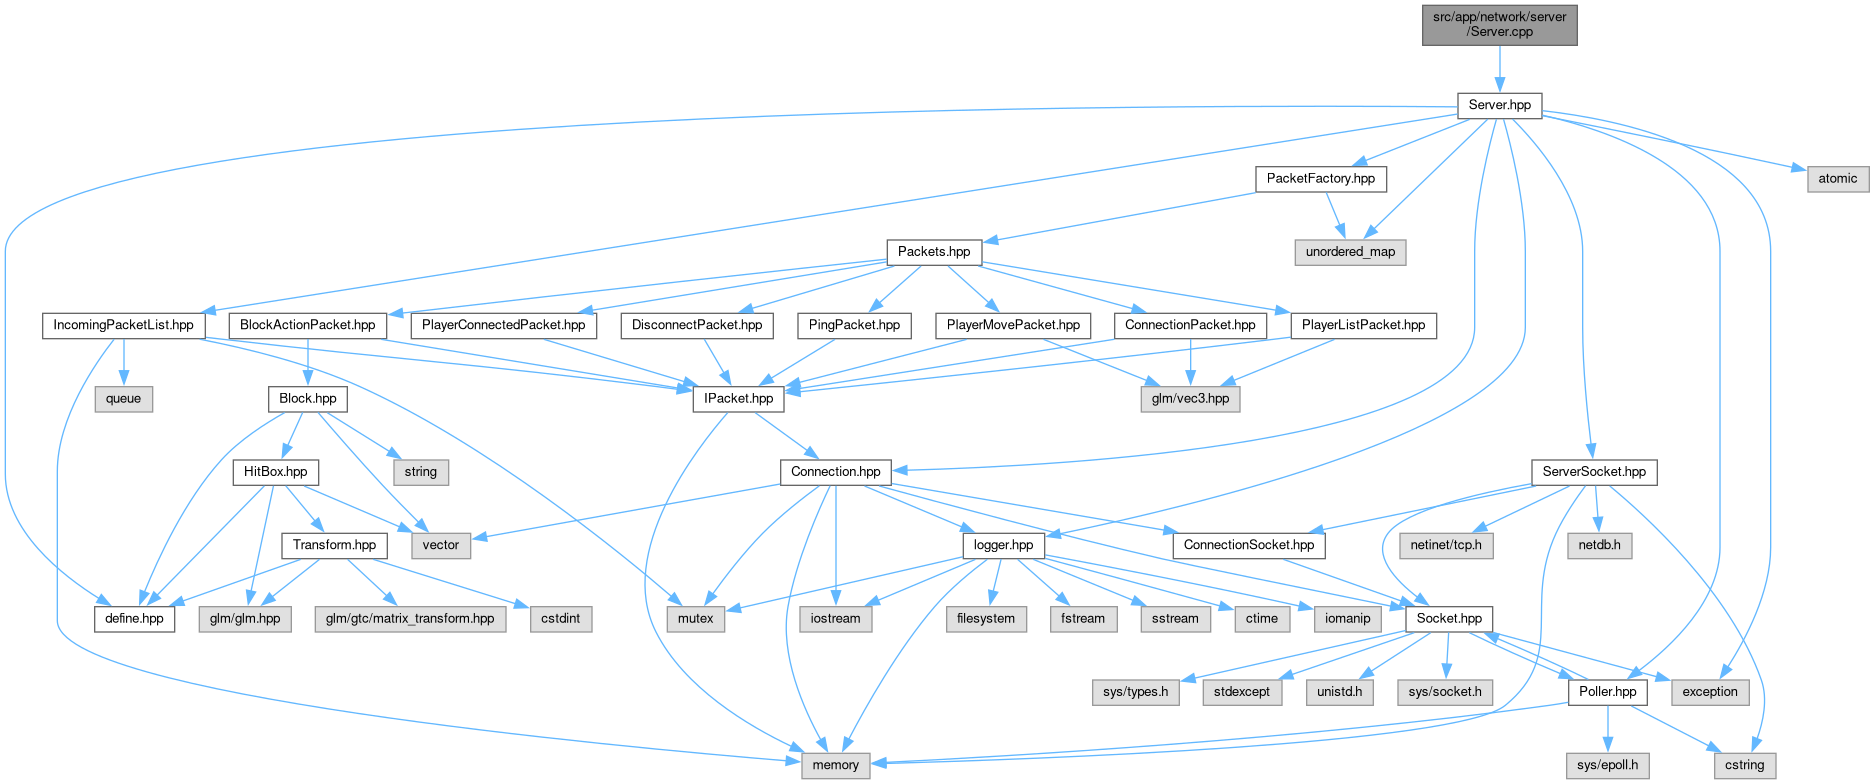 src/app/network/server
/Server.cpp
Server.hpp
PacketFactory.hpp
atomic
Packets.hpp
unordered_map
IncomingPacketList.hpp
BlockActionPacket.hpp
PlayerConnectedPacket.hpp
DisconnectPacket.hpp
PingPacket.hpp
PlayerMovePacket.hpp
ConnectionPacket.hpp
PlayerListPacket.hpp
queue
Block.hpp
IPacket.hpp
glm/vec3.hpp
HitBox.hpp
string
Connection.hpp
ServerSocket.hpp
Transform.hpp
vector
logger.hpp
ConnectionSocket.hpp
netinet/tcp.h
netdb.h
define.hpp
glm/glm.hpp
glm/gtc/matrix_transform.hpp
cstdint
mutex
iostream
filesystem
fstream
sstream
ctime
iomanip
Socket.hpp
sys/types.h
stdexcept
unistd.h
sys/socket.h
Poller.hpp
exception
memory
sys/epoll.h
cstring